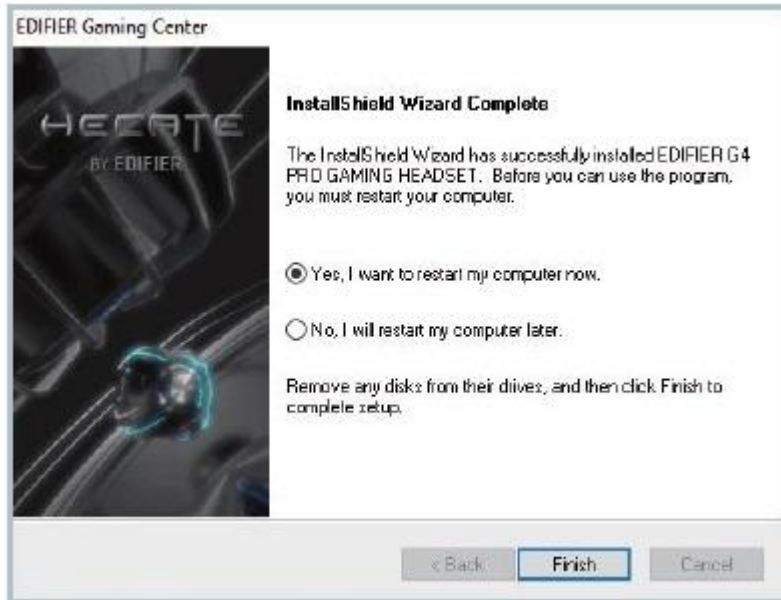 EDIFIER Gaming Center
HECATE
BY EDIFIER
InstallShield Wizard Complete
The InstallShield Wizard has successfully installed EDIFIER G4
PRO GAMING HEADSET. Before you can use the program,
you must restart your computer.
Yes, I want to restart my computer now.
No, I will restart my computer later.
Remove any disks from their drives, and then click Finish to
complete setup.
< Back
Finish
Cancel